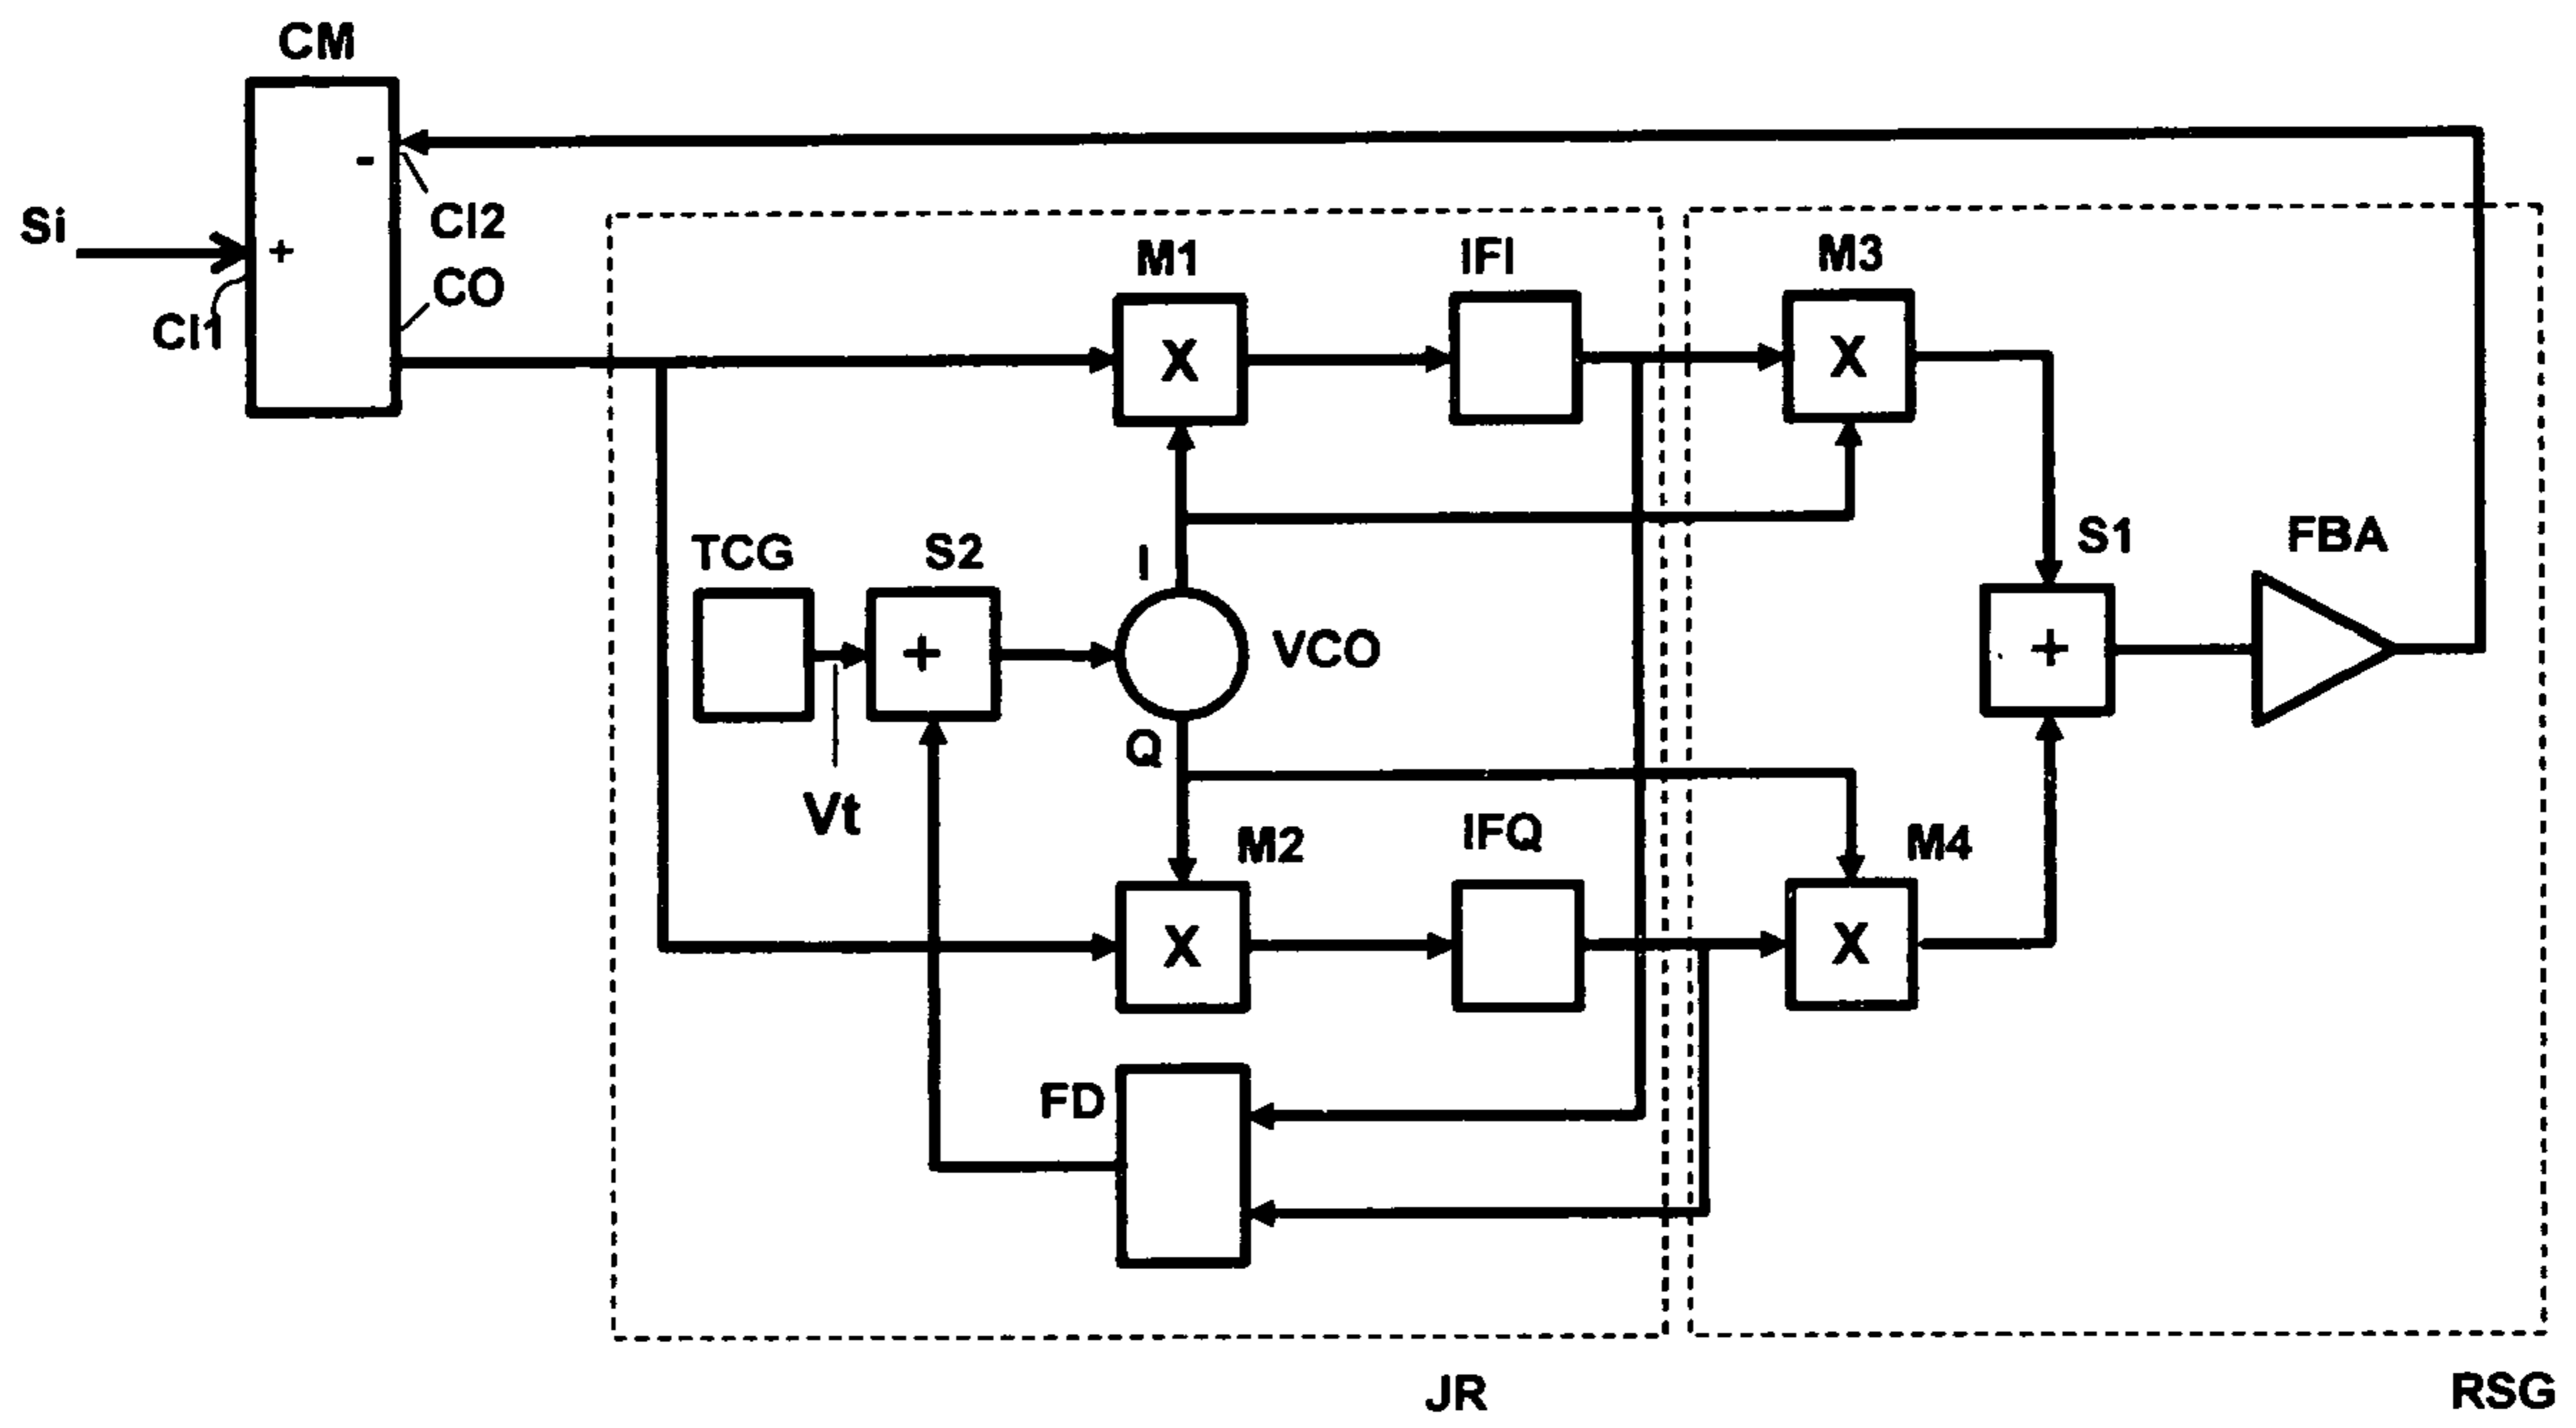 CM
-
CI2
Si
+
CO
CI1
M1
IFI
M3
X
X
TCG
S2
I
S1
FBA
+
VCO
+
Q
Vt
M2
IFQ
M4
X
X
FD
JR
RSG